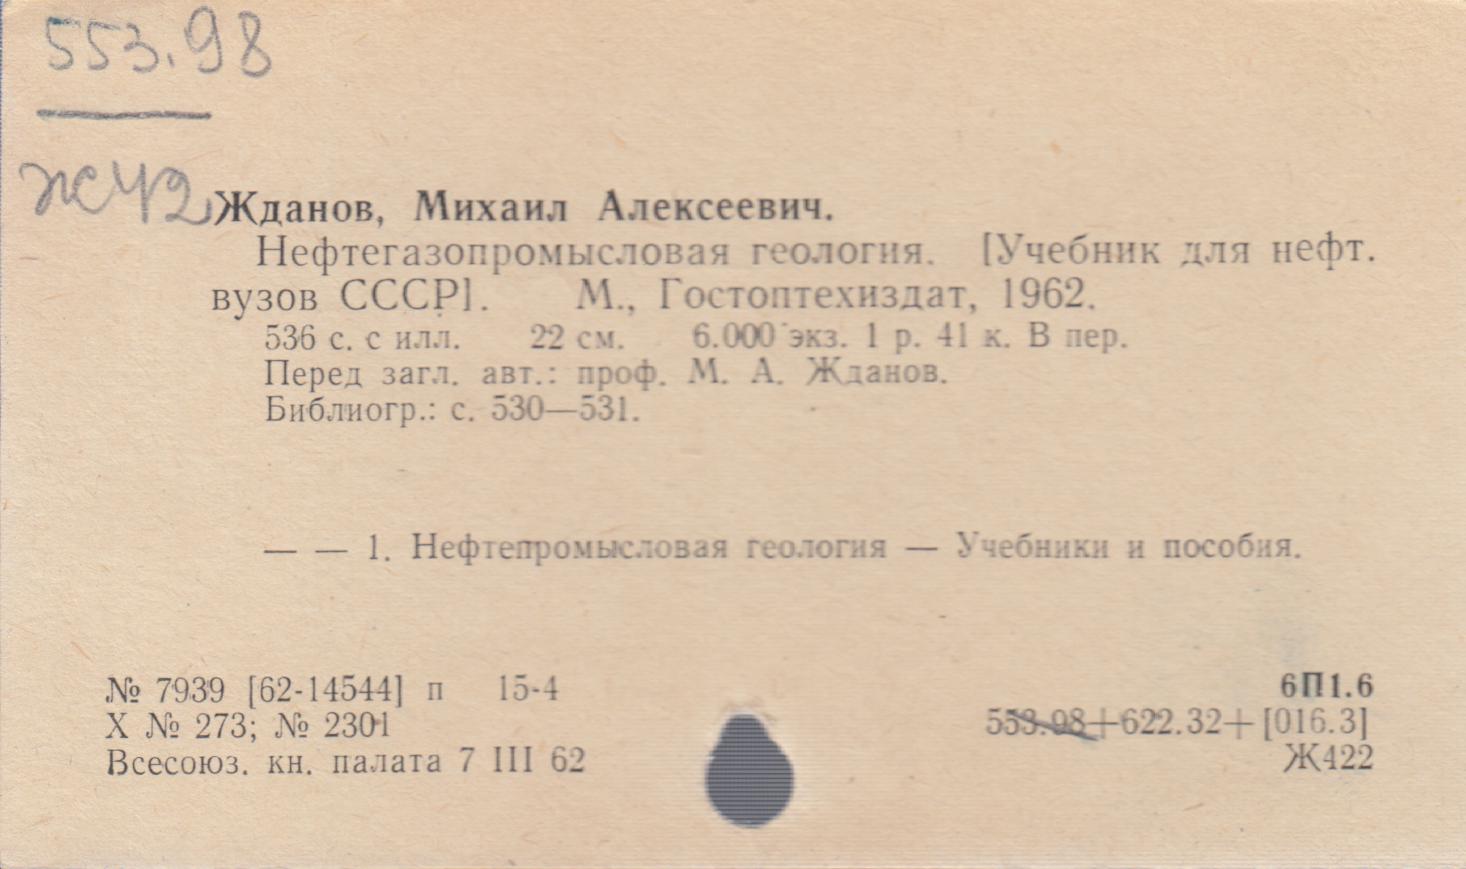 553.98
Ж42
Жданов, Михаил Алексеевич.
Нефтегазопромысловая геология. [Учебник для нефт.
вузов СССР]. М., Гостоптехиздат, 1962.
536 с. с илл. 22 см. 6.000 экз. 1 р. 41 к. В пер.
Перед загл. авт.: проф. М. А. Жданов.
Библиогр.: с. 530—531.
— — 1. Нефтепромысловая геология — Учебники и пособия.
№ 7939 [62-14544] п 15-4
6П1.6
X № 273; № 2301
553.98+622.32+[016.3]
Всесоюз. кн. палата 7 III 62
Ж422